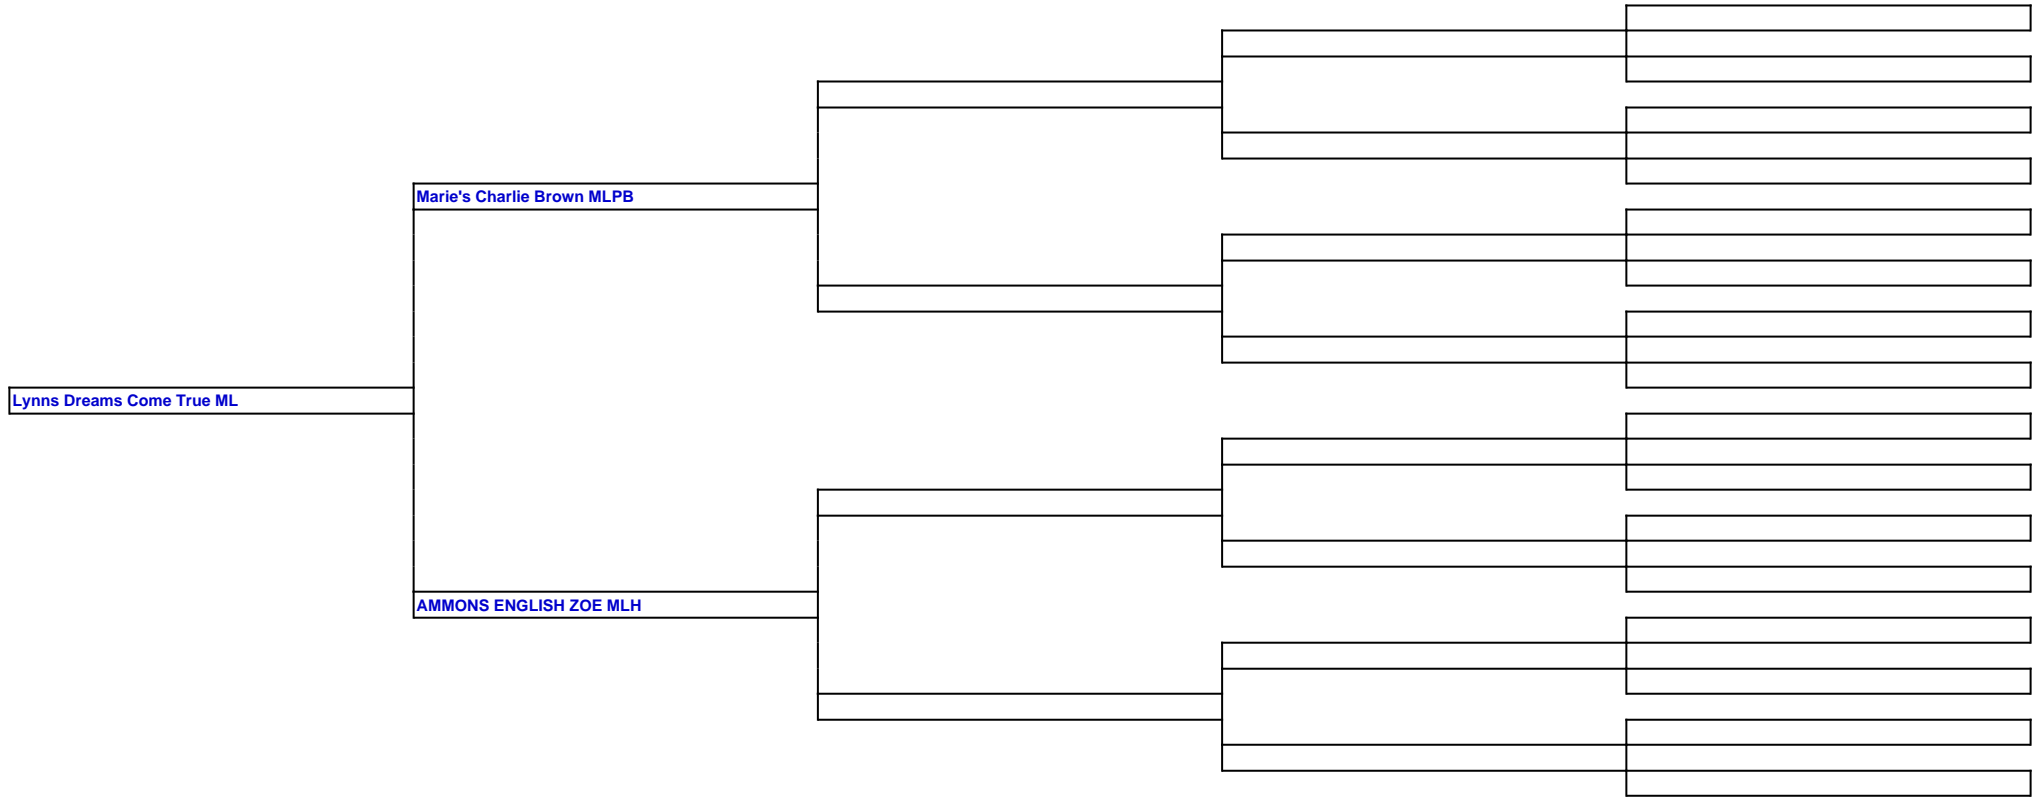 Marie's Charlie Brown MLPB
Lynns Dreams Come True ML
AMMONS ENGLISH ZOE MLH